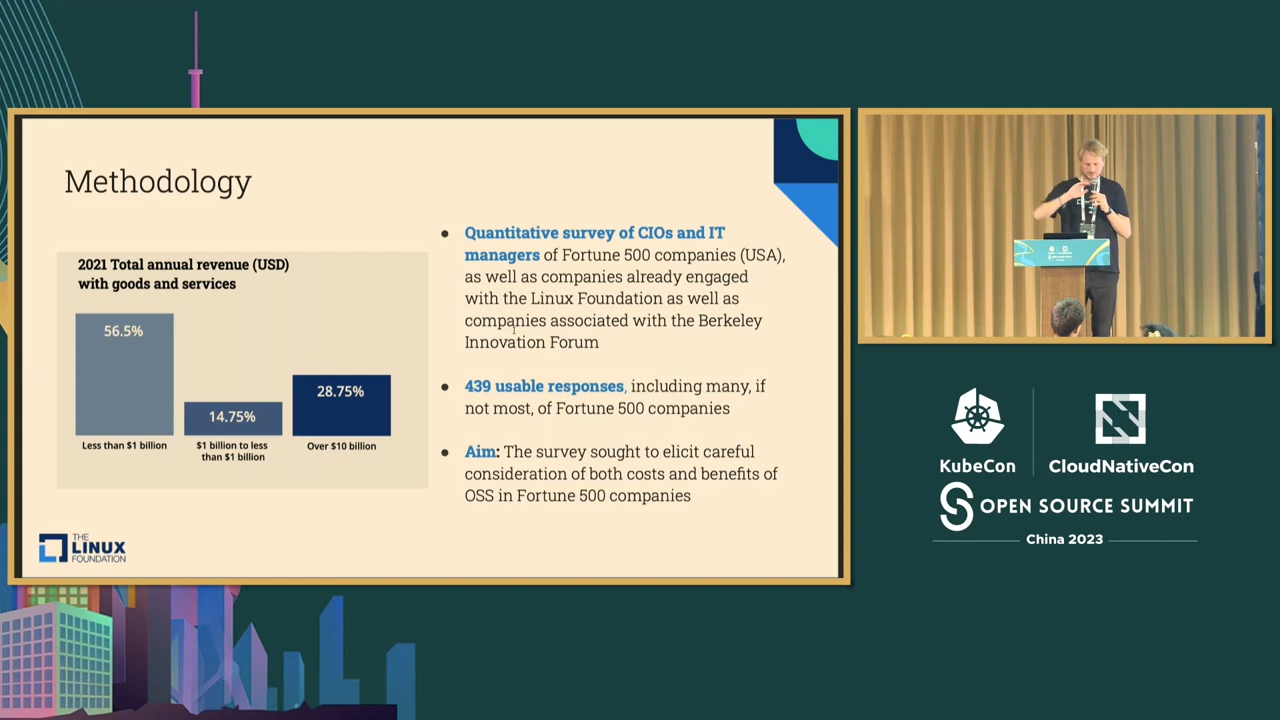 Methodology
2021 Total annual revenue (USD)
with goods and services
56.5%
14.75%
28.75%
Less than $1 billion
$1 billion to less
than $1 billion
Over $10 billion
● Quantitative survey of CIOs and IT
managers of Fortune 500 companies (USA),
as well as companies already engaged
with the Linux Foundation as well as
companies associated with the Berkeley
Innovation Forum
● 439 usable responses, including many, if
not most, of Fortune 500 companies
● Aim: The survey sought to elicit careful
consideration of both costs and benefits of
OSS in Fortune 500 companies
THE
LINUX
FOUNDATION
KubeCon
CloudNativeCon
OPEN SOURCE SUMMIT
China 2023